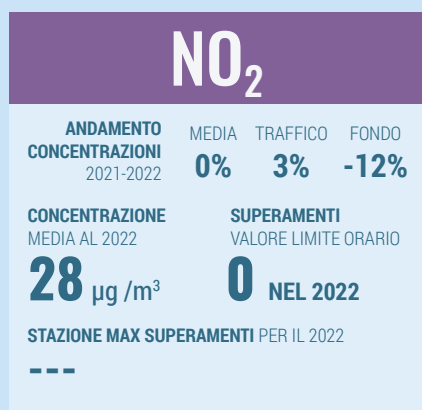 NO₂
ANDAMENTO CONCENTRAZIONI 2021-2022
MEDIA TRAFFICO FONDO
0% 3% -12%
CONCENTRAZIONE
MEDIA AL 2022
28 µg /m³
SUPERAMENTI
VALORE LIMITE ORARIO
0 NEL 2022
STAZIONE MAX SUPERAMENTI PER IL 2022
---